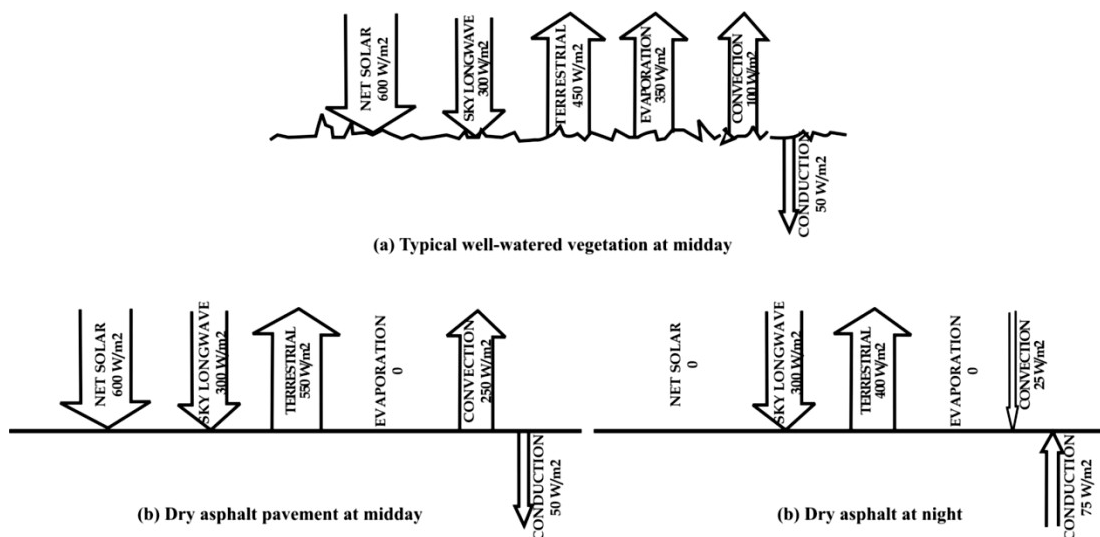 NET SOLAR
600 W/m2
SKY LONGWAVE
300 W/m2
TERRESTRIAL
450 W/m2
EVAPORATION
350 W/m2
CONVECTION
100 W/m2
CONDUCTION
50 W/m2
(a) Typical well-watered vegetation at midday
NET SOLAR
600 W/m2
SKY LONGWAVE
300 W/m2
TERRESTRIAL
550 W/m2
EVAPORATION
0
CONVECTION
250 W/m2
CONDUCTION
50 W/m2
(b) Dry asphalt pavement at midday
NET SOLAR
0
SKY LONGWAVE
300 W/m2
TERRESTRIAL
400 W/m2
EVAPORATION
0
CONVECTION
25 W/m2
CONDUCTION
75 W/m2
(b) Dry asphalt at night